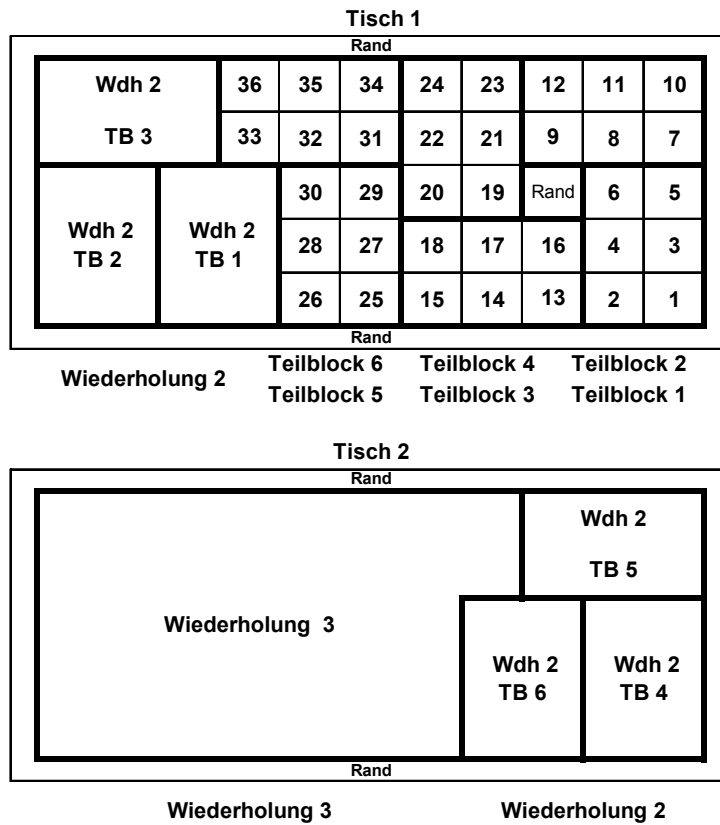 Tisch 1
Rand
Wdh 2 36 35 34 24 23 12 11 10
TB 3 33 32 31 22 21 9 8 7
30 29 20 19 Rand 6 5
Wdh 2 Wdh 2 28 27 18 17 16 4 3
TB 2 TB 1
26 25 15 14 13 2 1
Rand
Wiederholung 2
Teilblock 6 Teilblock 4 Teilblock 2
Teilblock 5 Teilblock 3 Teilblock 1
Tisch 2
Rand
Wdh 2
TB 5
Wiederholung 3
Wdh 2 Wdh 2
TB 6 TB 4
Rand
Wiederholung 3 Wiederholung 2